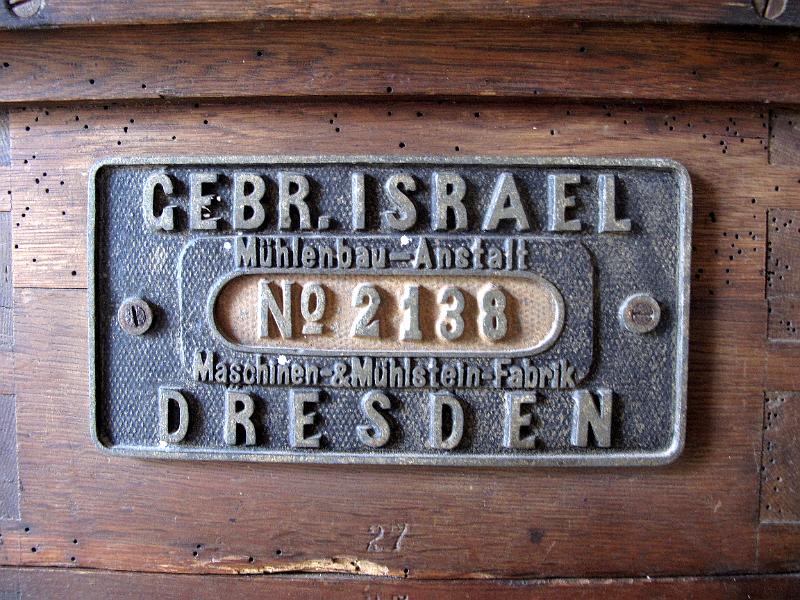 GEBR. ISRAEL
Mühlenbau-Anstalt
No 2138
Maschinen-&Mühlstein-Fabrik
DRESDEN
27